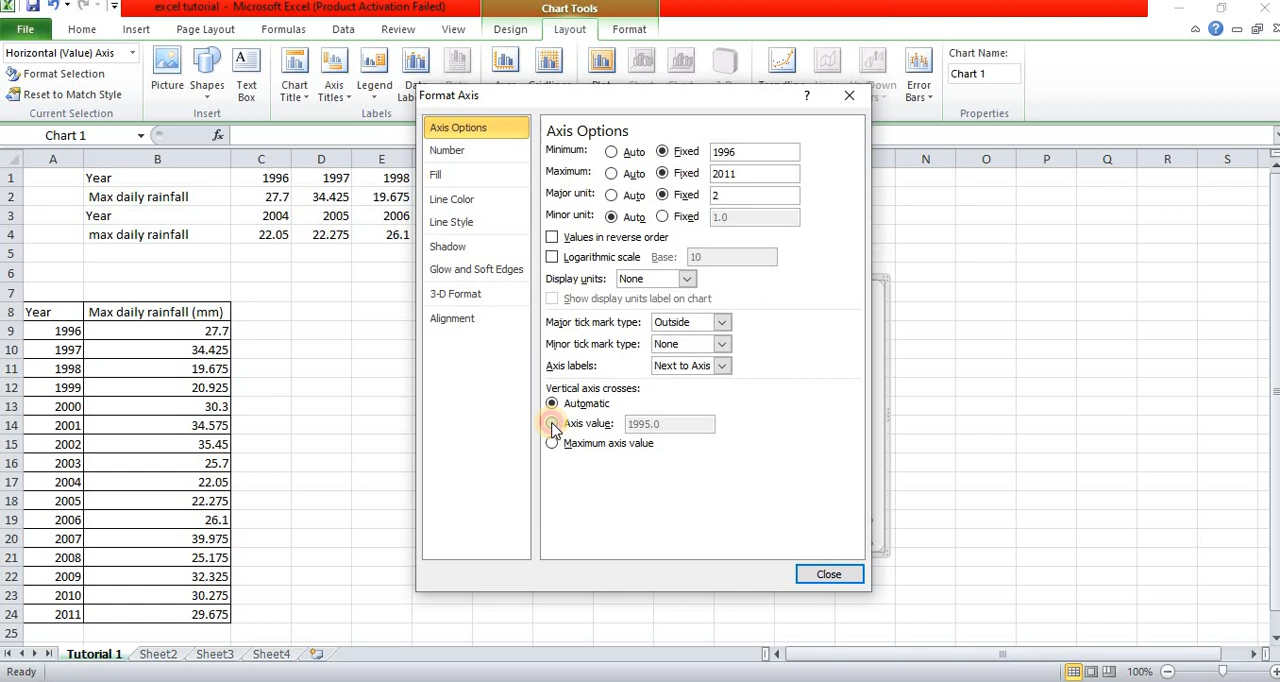 excel tutorial - Microsoft Excel (Product Activation Failed)
Chart Tools
File Home Insert Page Layout Formulas Data Review View Design Layout Format
Horizontal (Value) Axis
Format Selection
Reset to Match Style
Current Selection
Picture Shapes Text Box
Insert
Chart Title Axis Titles Legend
Labels
Error Bars
Chart Name:
Chart 1
Properties
Chart 1 fx
A B C D E N O P Q R S
1 Year 1996 1997 1998
2 Max daily rainfall 27.7 34.425 19.675
3 Year 2004 2005 2006
4 max daily rainfall 22.05 22.275 26.1
5
6
7
8 Year Max daily rainfall (mm)
9 1996 27.7
10 1997 34.425
11 1998 19.675
12 1999 20.925
13 2000 30.3
14 2001 34.575
15 2002 35.45
16 2003 25.7
17 2004 22.05
18 2005 22.275
19 2006 26.1
20 2007 39.975
21 2008 25.175
22 2009 32.325
23 2010 30.275
24 2011 29.675
25
Format Axis
Axis Options
Number
Fill
Line Color
Line Style
Shadow
Glow and Soft Edges
3-D Format
Alignment
Axis Options
Minimum: Auto Fixed 1996
Maximum: Auto Fixed 2011
Major unit: Auto Fixed 2
Minor unit: Auto Fixed 1.0
Values in reverse order
Logarithmic scale Base: 10
Display units: None
Show display units label on chart
Major tick mark type: Outside
Minor tick mark type: None
Axis labels: Next to Axis
Vertical axis crosses:
Automatic
Axis value: 1995.0
Maximum axis value
Close
Tutorial 1 Sheet2 Sheet3 Sheet4
Ready 100%